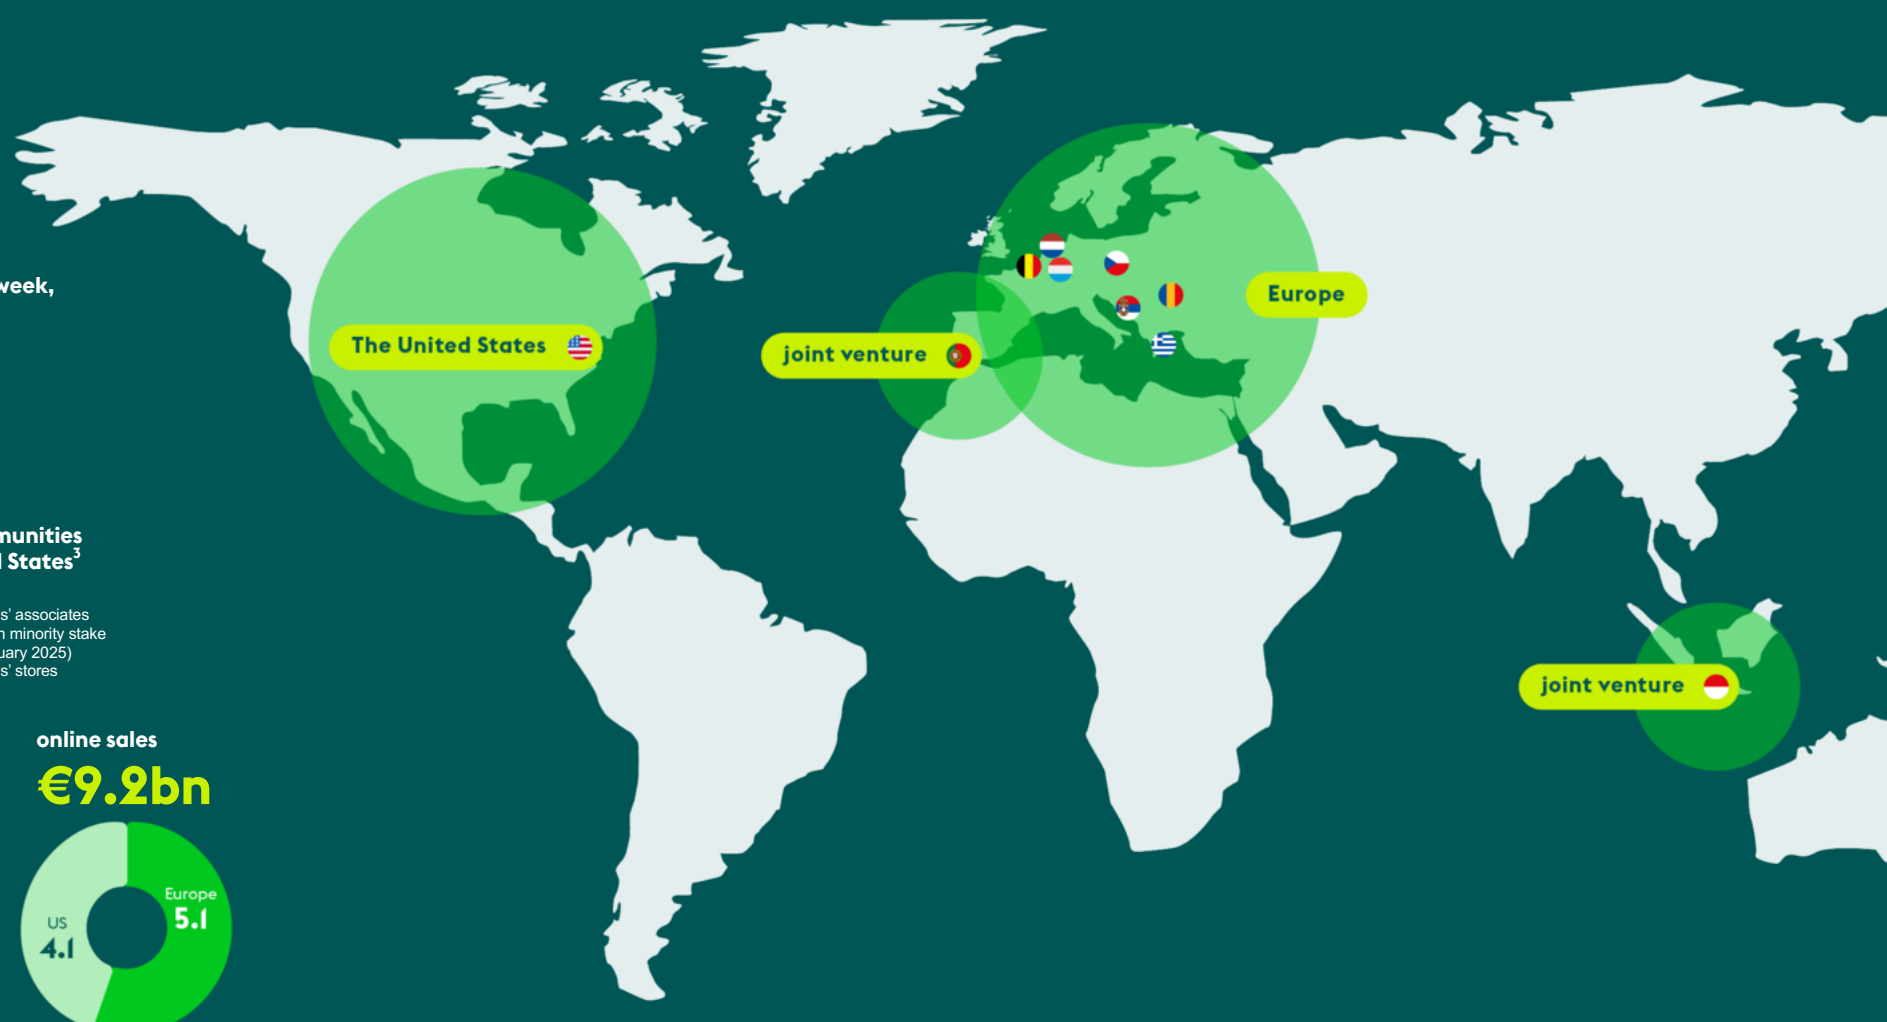 week,
The United States
joint venture
Europe
munities
States³
s' associates
n minority stake
uary 2025)
s' stores
joint venture
online sales
€9.2bn
Europe
5.1
US
4.1